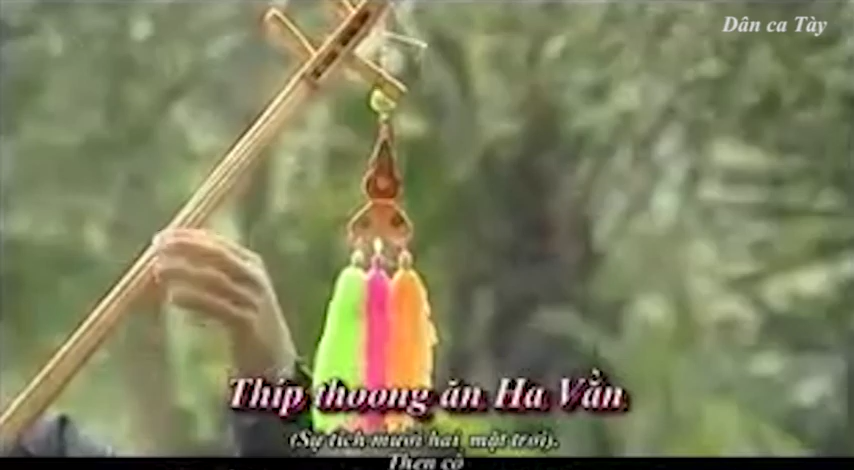 Dân ca Tày
Thíp thoong ăn Ha Vằn
(Sự tích mười hai mặt trời).
Then cổ